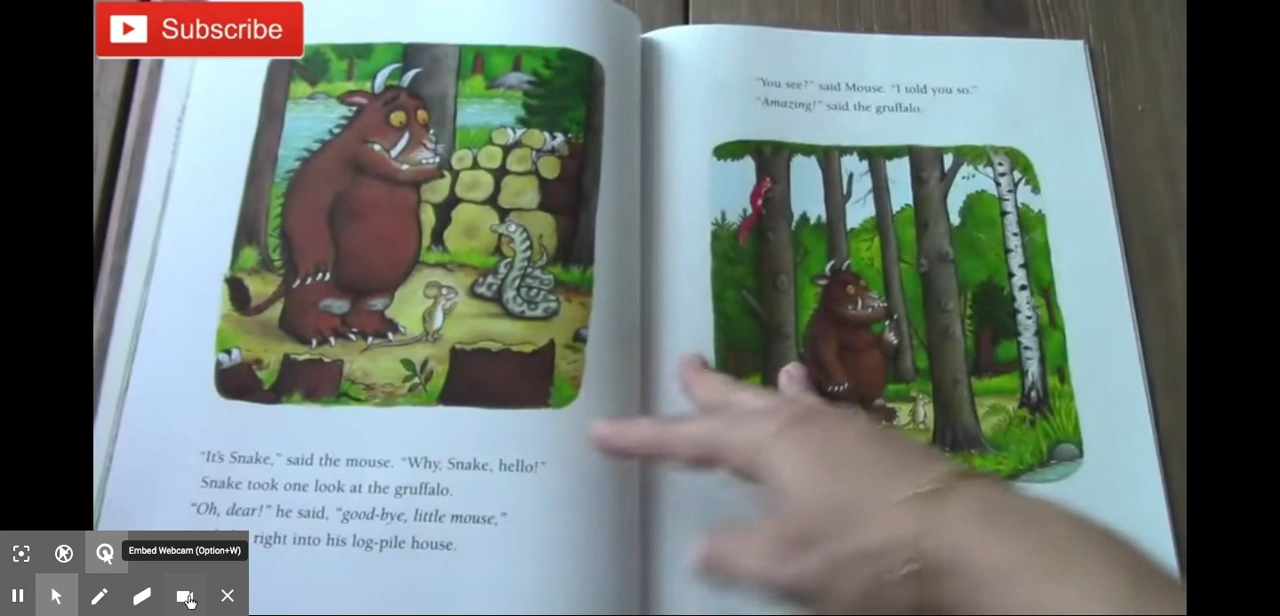 Subscribe
"You see?" said Mouse. "I told you so."
"Amazing!" said the gruffalo.
"It's Snake," said the mouse. "Why, Snake, hello!"
Snake took one look at the gruffalo.
"Oh, dear!" he said, "good-bye, little mouse,"
right into his log-pile house.
Embed Webcam (Option+W)